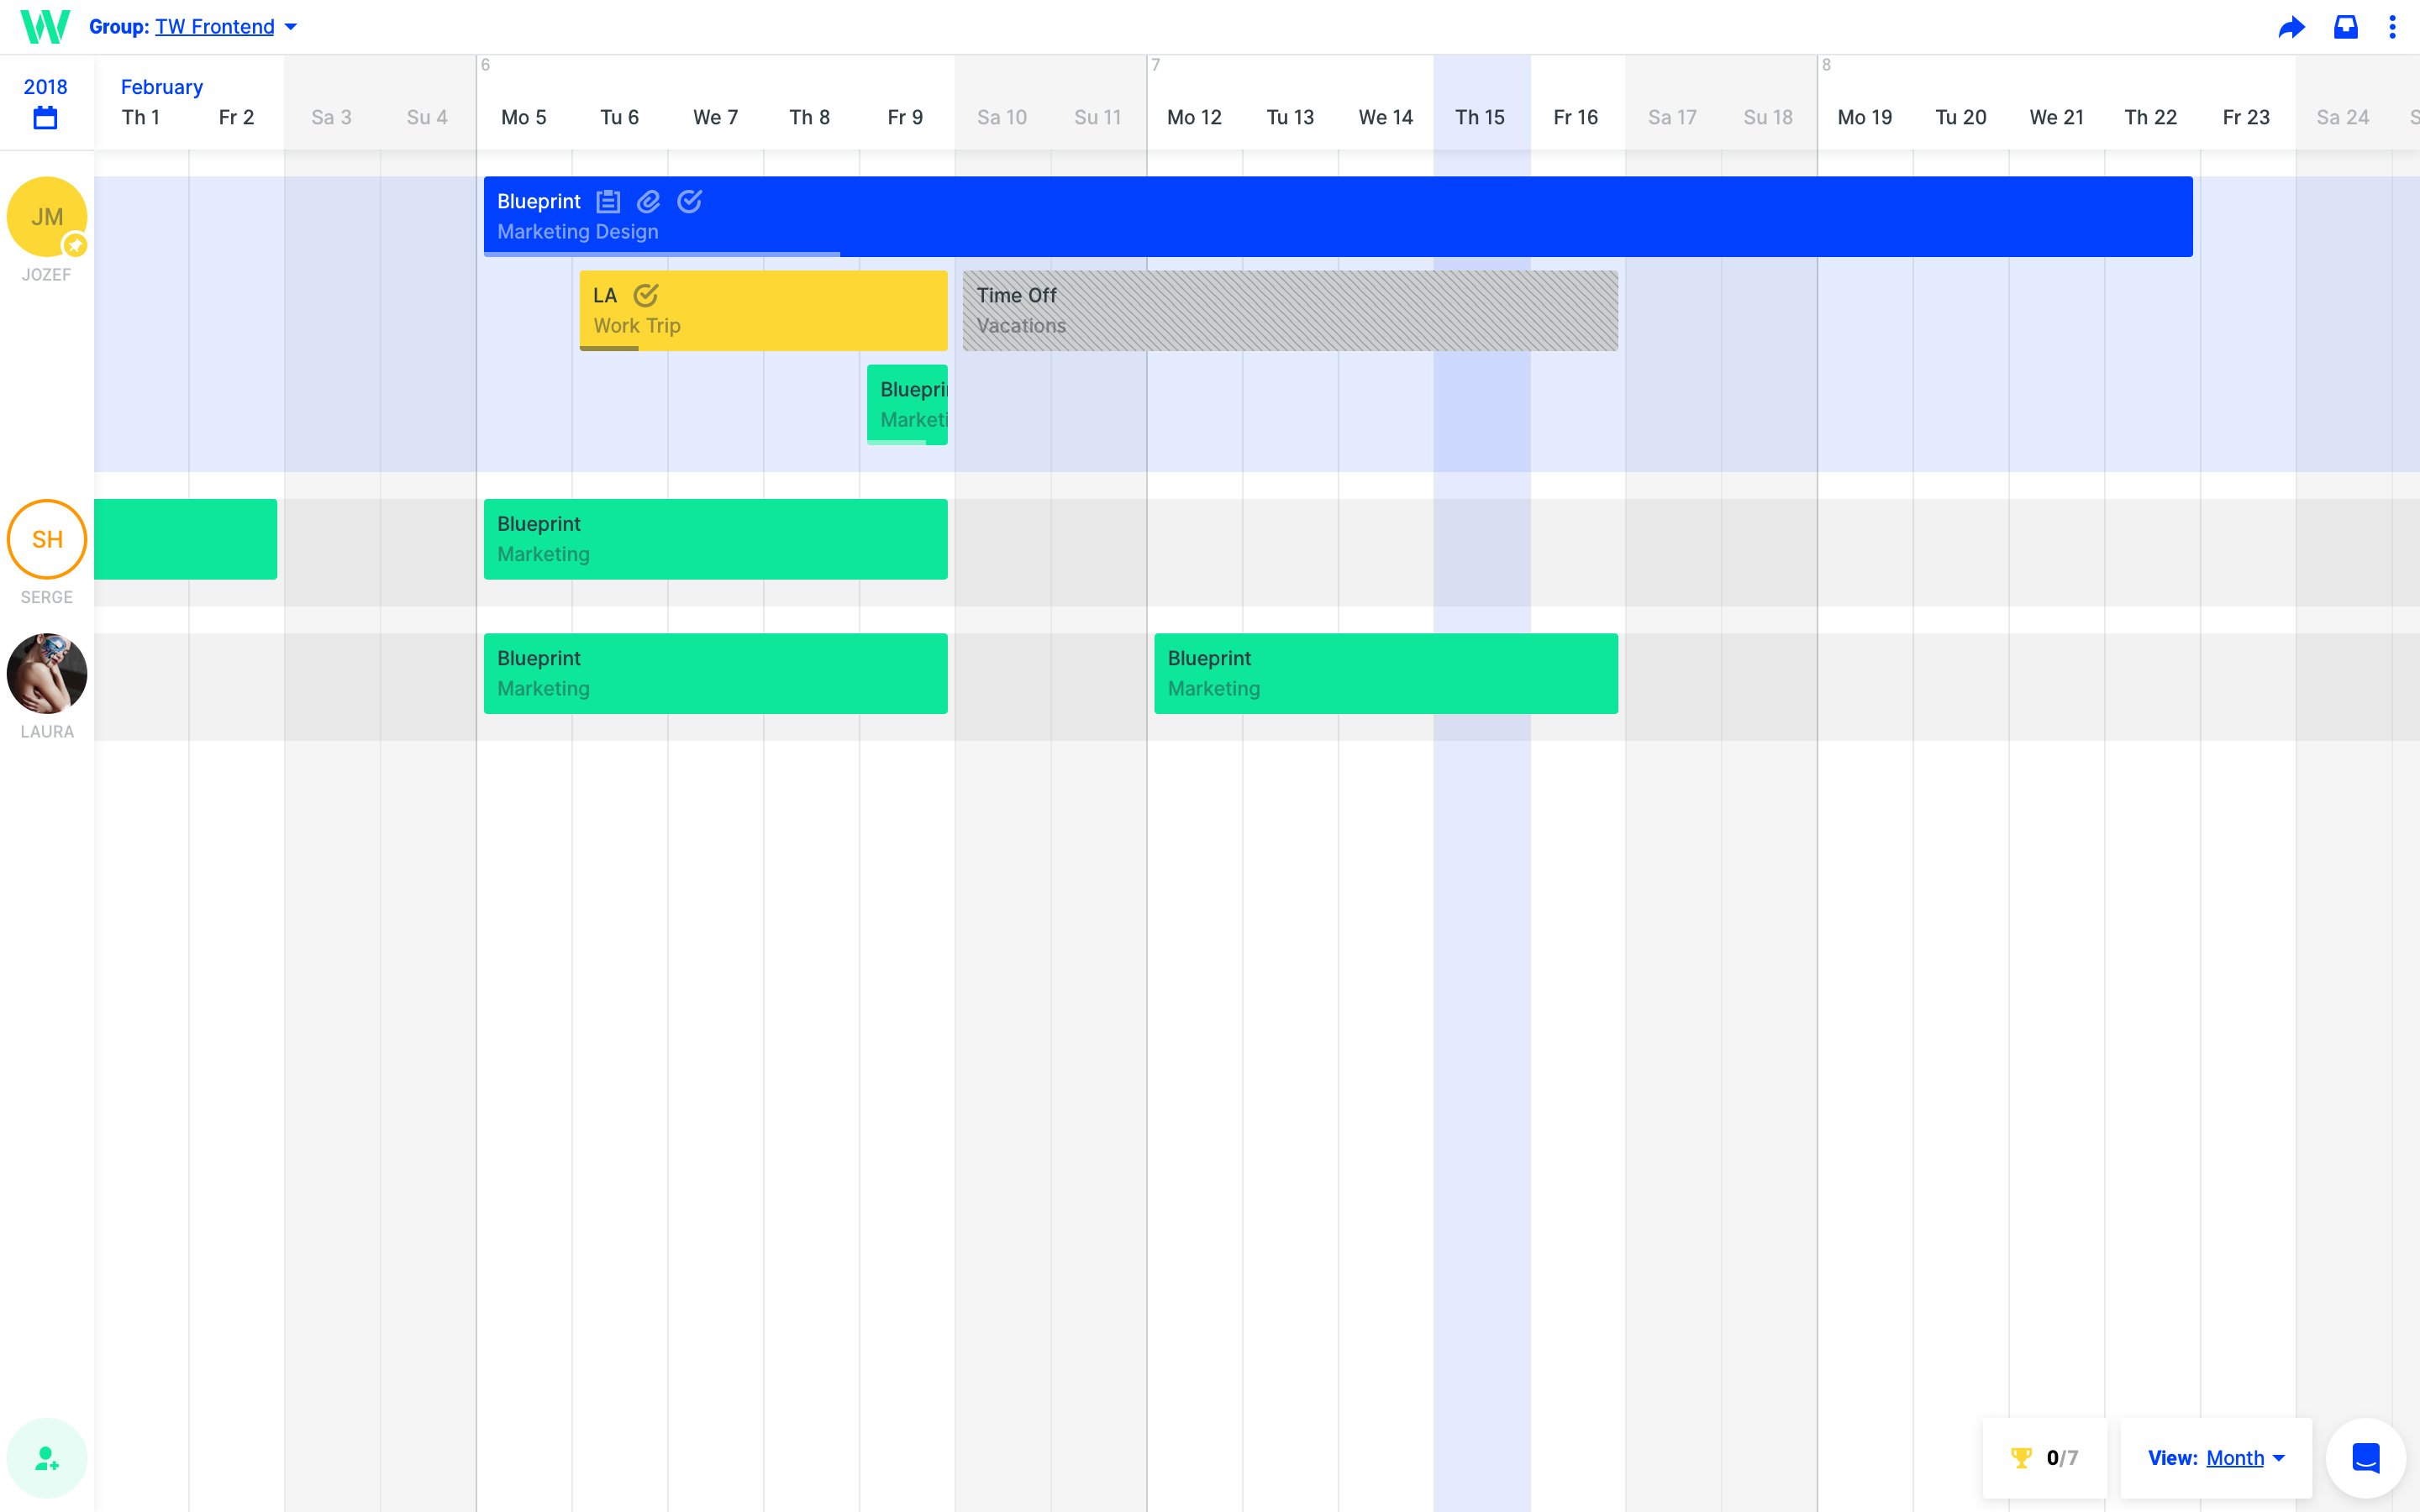 Group: TW Frontend
2018
February
6
7
8
Th 1
Fr 2
Sa 3
Su 4
Mo 5
Tu 6
We 7
Th 8
Fr 9
Sa 10
Su 11
Mo 12
Tu 13
We 14
Th 15
Fr 16
Sa 17
Su 18
Mo 19
Tu 20
We 21
Th 22
Fr 23
Sa 24
S
JM
JOZEF
Blueprint
Marketing Design
LA
Work Trip
Time Off
Vacations
Bluepri
Marketi
SH
SERGE
Blueprint
Marketing
LAURA
Blueprint
Marketing
Blueprint
Marketing
0/7
View: Month